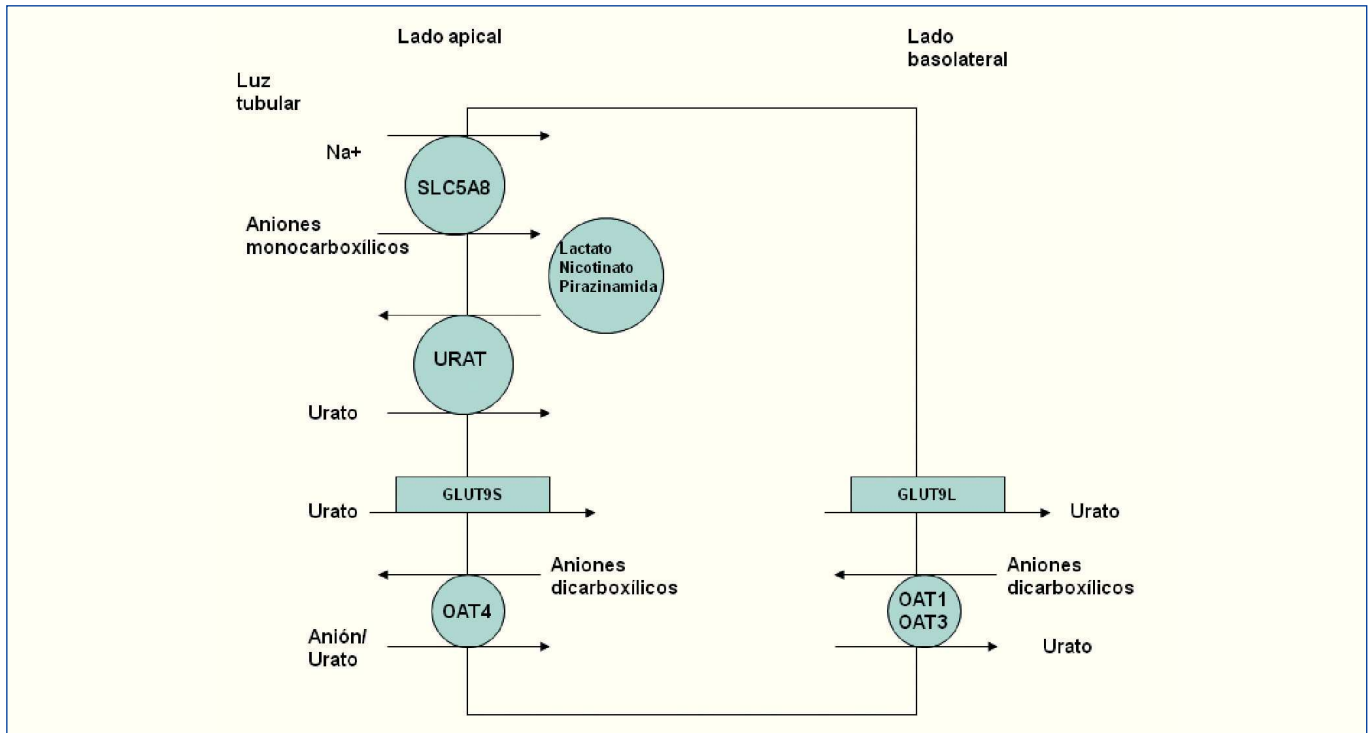 Lado apical
Lado
basolateral
Luz
tubular
Na+
SLC5A8
Aniones
monocarboxílicos
Lactato
Nicotinato
Pirazinamida
URAT
Urato
GLUT9S
Urato
GLUT9L
Urato
Aniones
dicarboxílicos
OAT4
Anión/
Urato
Aniones
dicarboxílicos
OAT1
OAT3
Urato